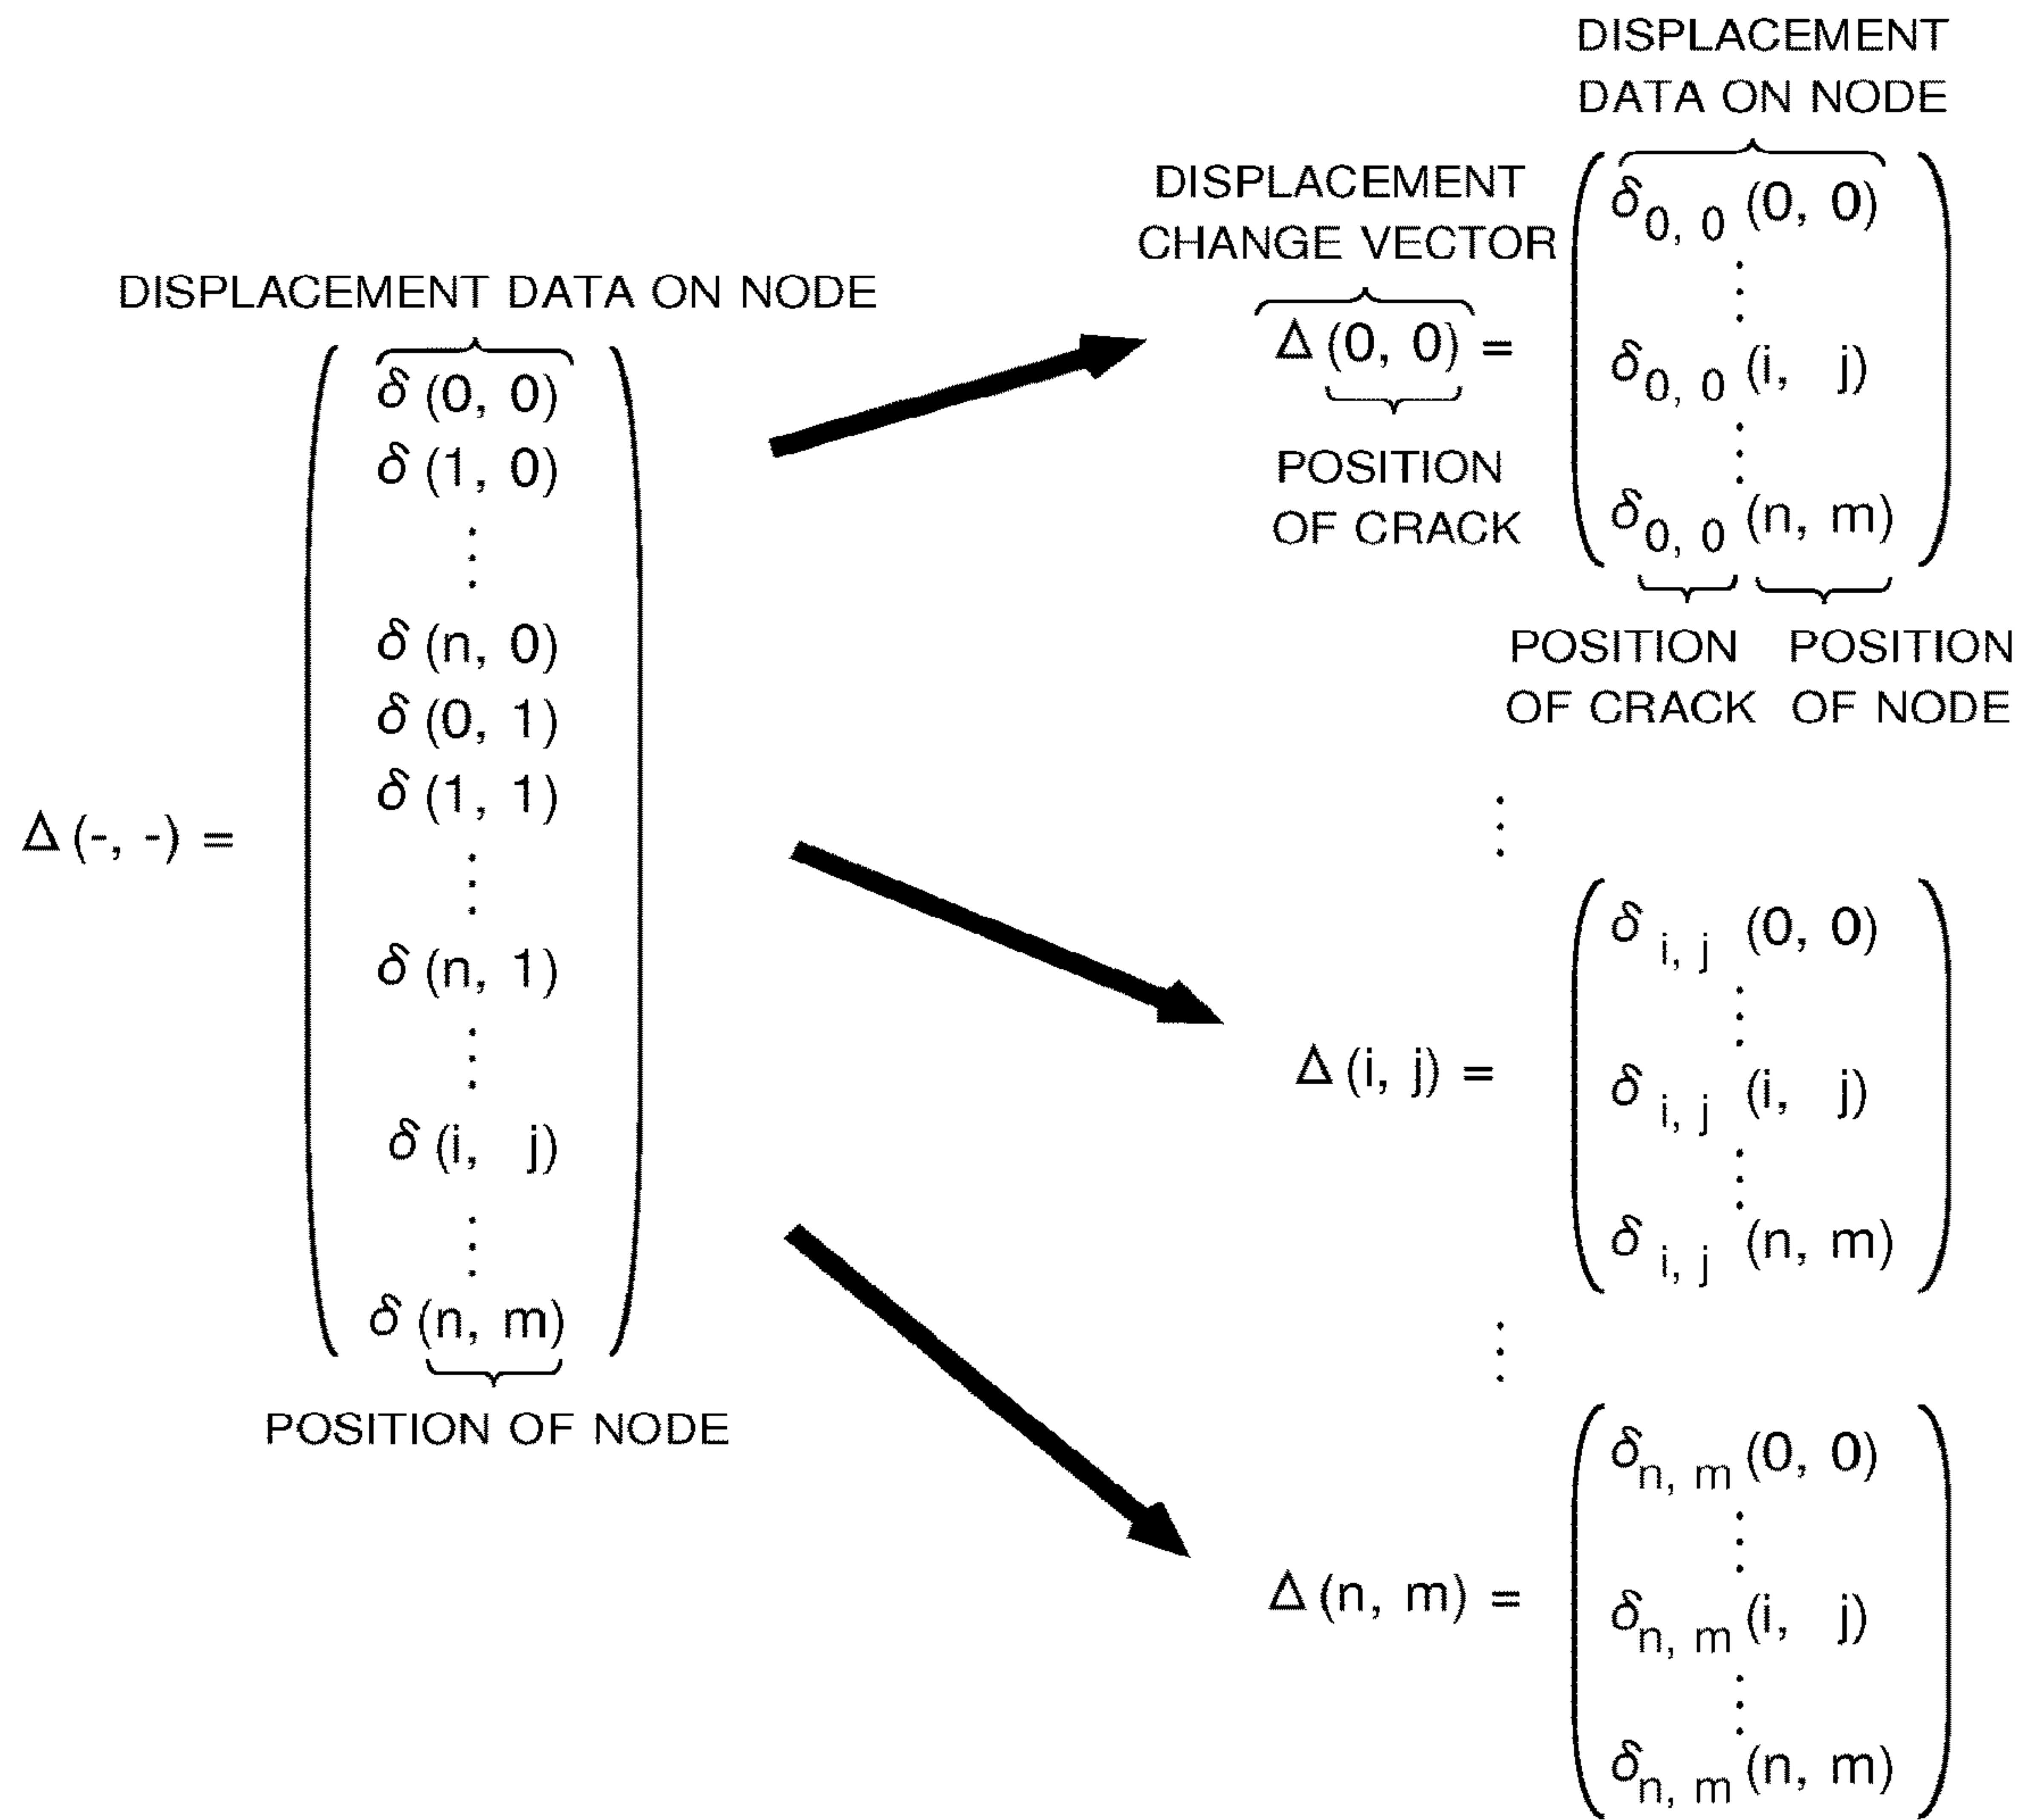 DISPLACEMENT DATA ON NODE
Δ (-, -) =
δ (0, 0)
δ (1, 0)
⋮
δ (n, 0)
δ (0, 1)
δ (1, 1)
⋮
δ (n, 1)
⋮
δ (i, j)
⋮
δ (n, m)
POSITION OF NODE
DISPLACEMENT
CHANGE VECTOR
Δ (0, 0) =
POSITION
OF CRACK
DISPLACEMENT
DATA ON NODE
δ0, 0 (0, 0)
⋮
δ0, 0 (i, j)
⋮
δ0, 0 (n, m)
POSITION
OF CRACK
POSITION
OF NODE
⋮
Δ (i, j) =
δ i, j (0, 0)
⋮
δ i, j (i, j)
⋮
δ i, j (n, m)
⋮
Δ (n, m) =
δn, m (0, 0)
⋮
δn, m (i, j)
⋮
δn, m (n, m)